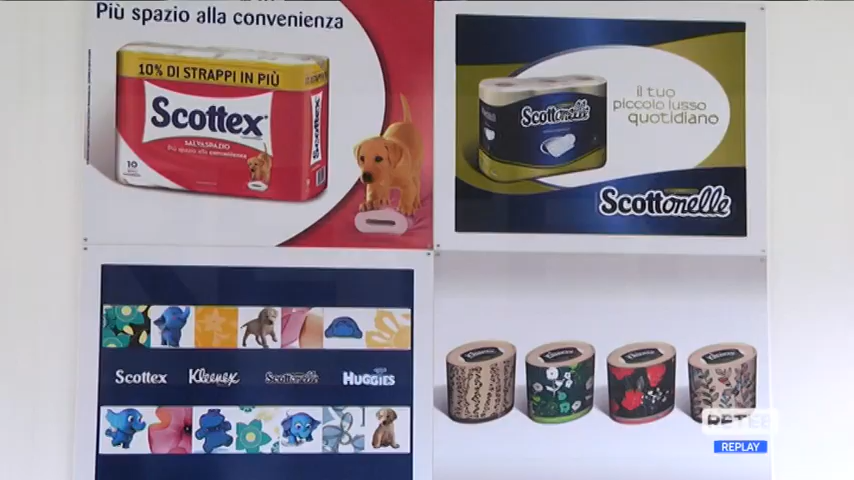 Più spazio alla convenienza
10% DI STRAPPI IN PIÙ
Scottex
Scottex
SALVASPAZIO
Più spazio alla convenienza
10
Scottonelle
il tuo
piccolo lusso
quotidiano
Scottonelle
Scottex
Kleenex
Scottonelle
HUGGIES
Kleenex
Kleenex
Kleenex
Kleenex
REPLAY